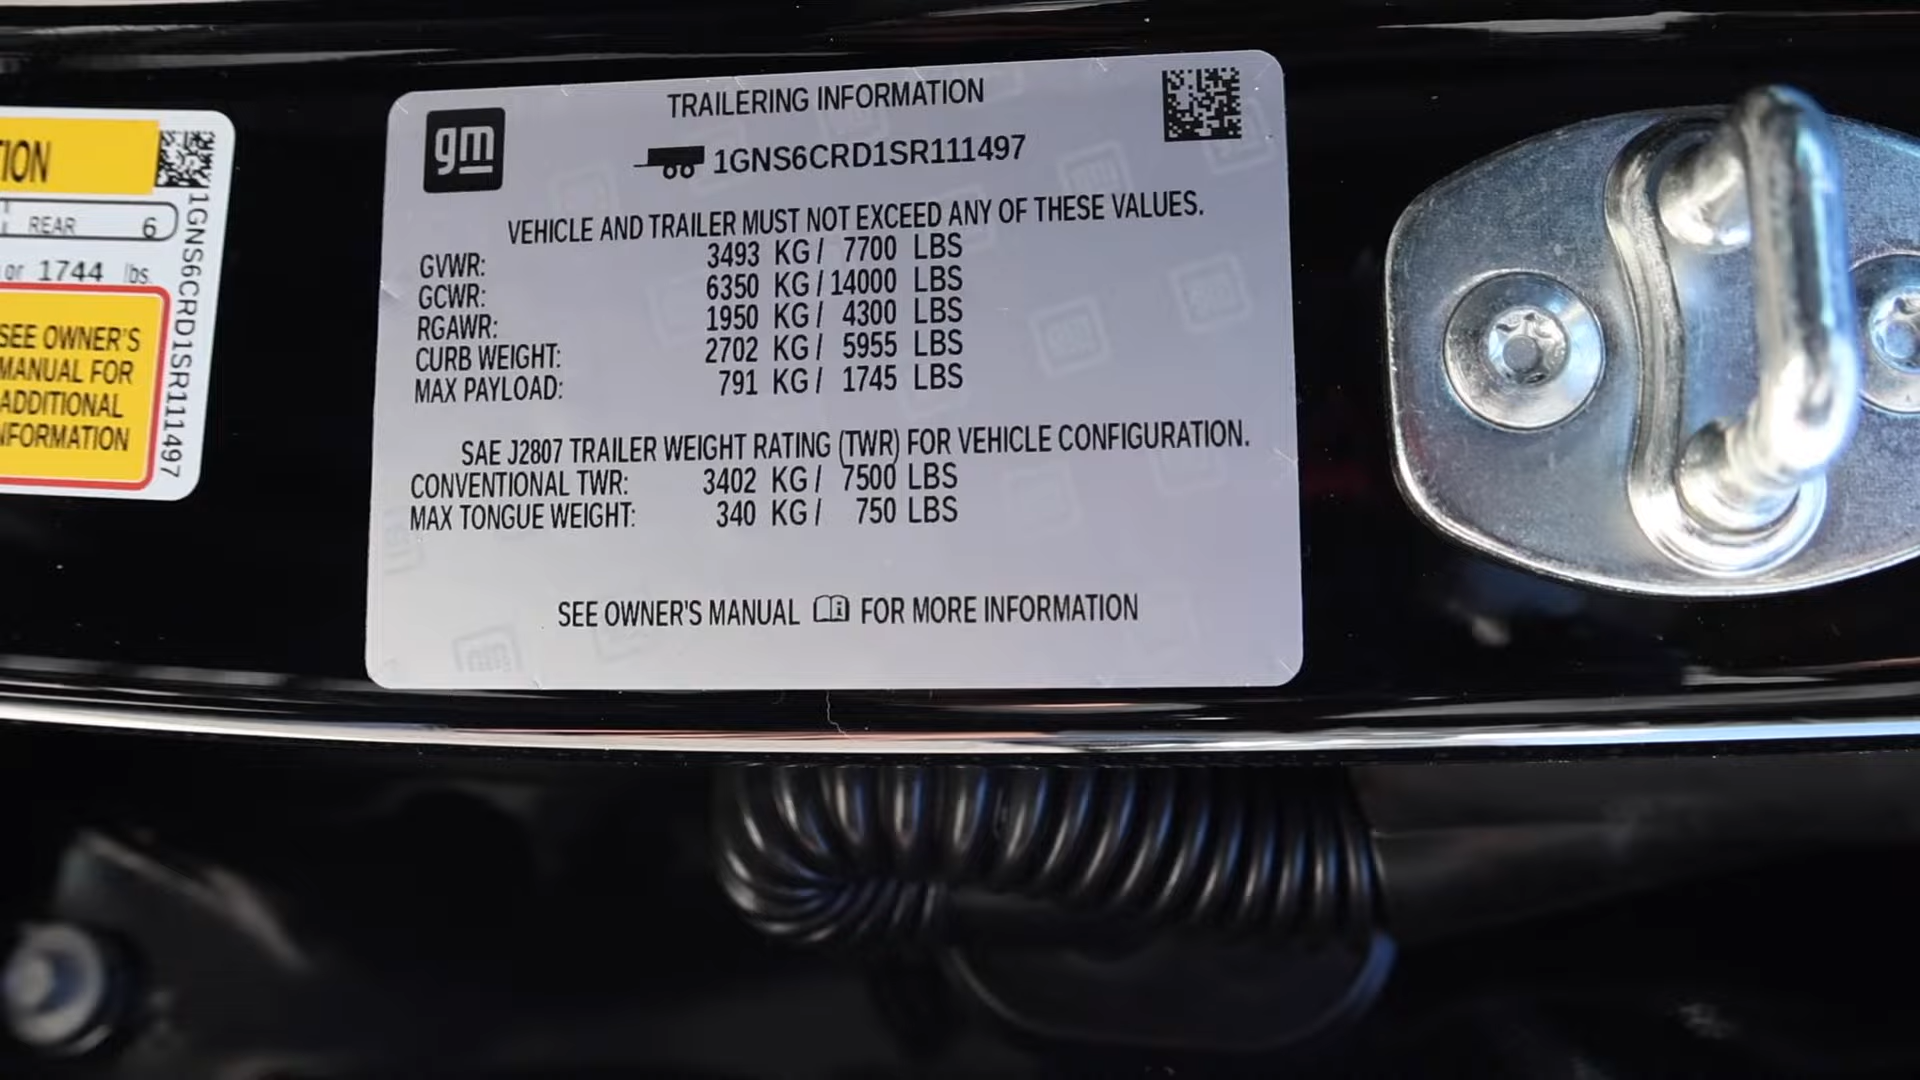 TION
REAR 6
or 1744 lbs.
SEE OWNER'S
MANUAL FOR
ADDITIONAL
INFORMATION
1GNS6CRD1SR111497
gm
TRAILERING INFORMATION
1GNS6CRD1SR111497
VEHICLE AND TRAILER MUST NOT EXCEED ANY OF THESE VALUES.
GVWR: 3493 KG / 7700 LBS
GCWR: 6350 KG / 14000 LBS
RGAWR: 1950 KG / 4300 LBS
CURB WEIGHT: 2702 KG / 5955 LBS
MAX PAYLOAD: 791 KG / 1745 LBS
SAE J2807 TRAILER WEIGHT RATING (TWR) FOR VEHICLE CONFIGURATION.
CONVENTIONAL TWR: 3402 KG / 7500 LBS
MAX TONGUE WEIGHT: 340 KG / 750 LBS
SEE OWNER'S MANUAL FOR MORE INFORMATION